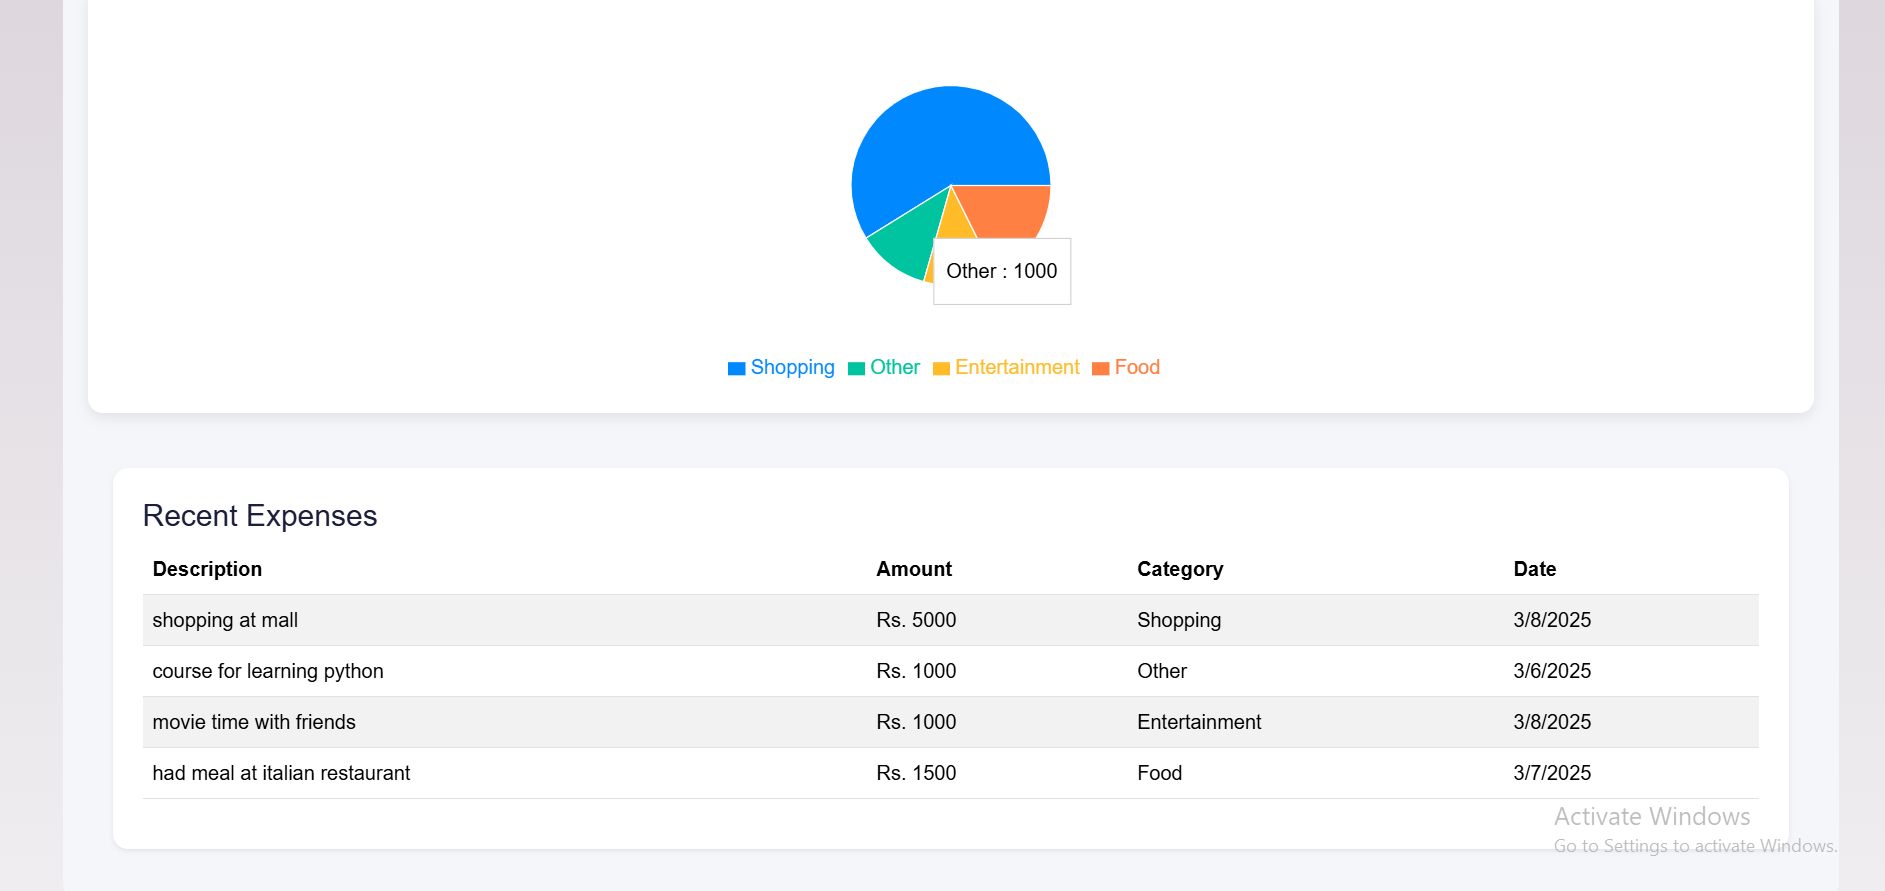 Other : 1000
Shopping Other Entertainment Food
Recent Expenses
Description Amount Category Date
shopping at mall Rs. 5000 Shopping 3/8/2025
course for learning python Rs. 1000 Other 3/6/2025
movie time with friends Rs. 1000 Entertainment 3/8/2025
had meal at italian restaurant Rs. 1500 Food 3/7/2025
Activate Windows
Go to Settings to activate Windows.